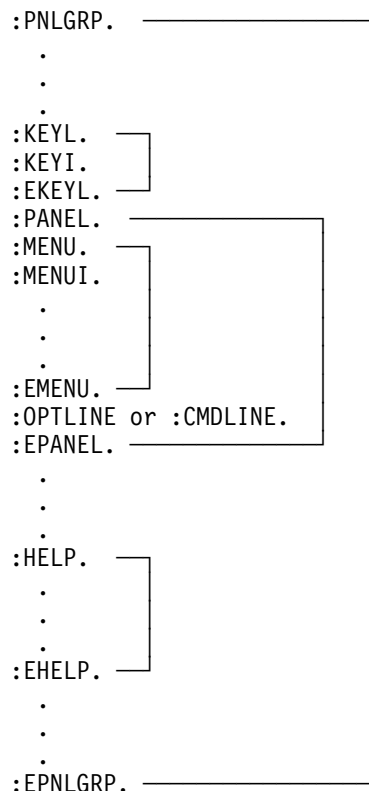 :PNLGRP.
.
.
.
:KEYL.
:KEYI.
:EKEYL.
:PANEL.
:MENU.
:MENUI.
.
.
.
:EMENU.
:OPTLINE or :CMDLINE.
:EPANEL.
.
.
.
:HELP.
.
.
.
:EHELP.
.
.
.
:EPNLGRP.